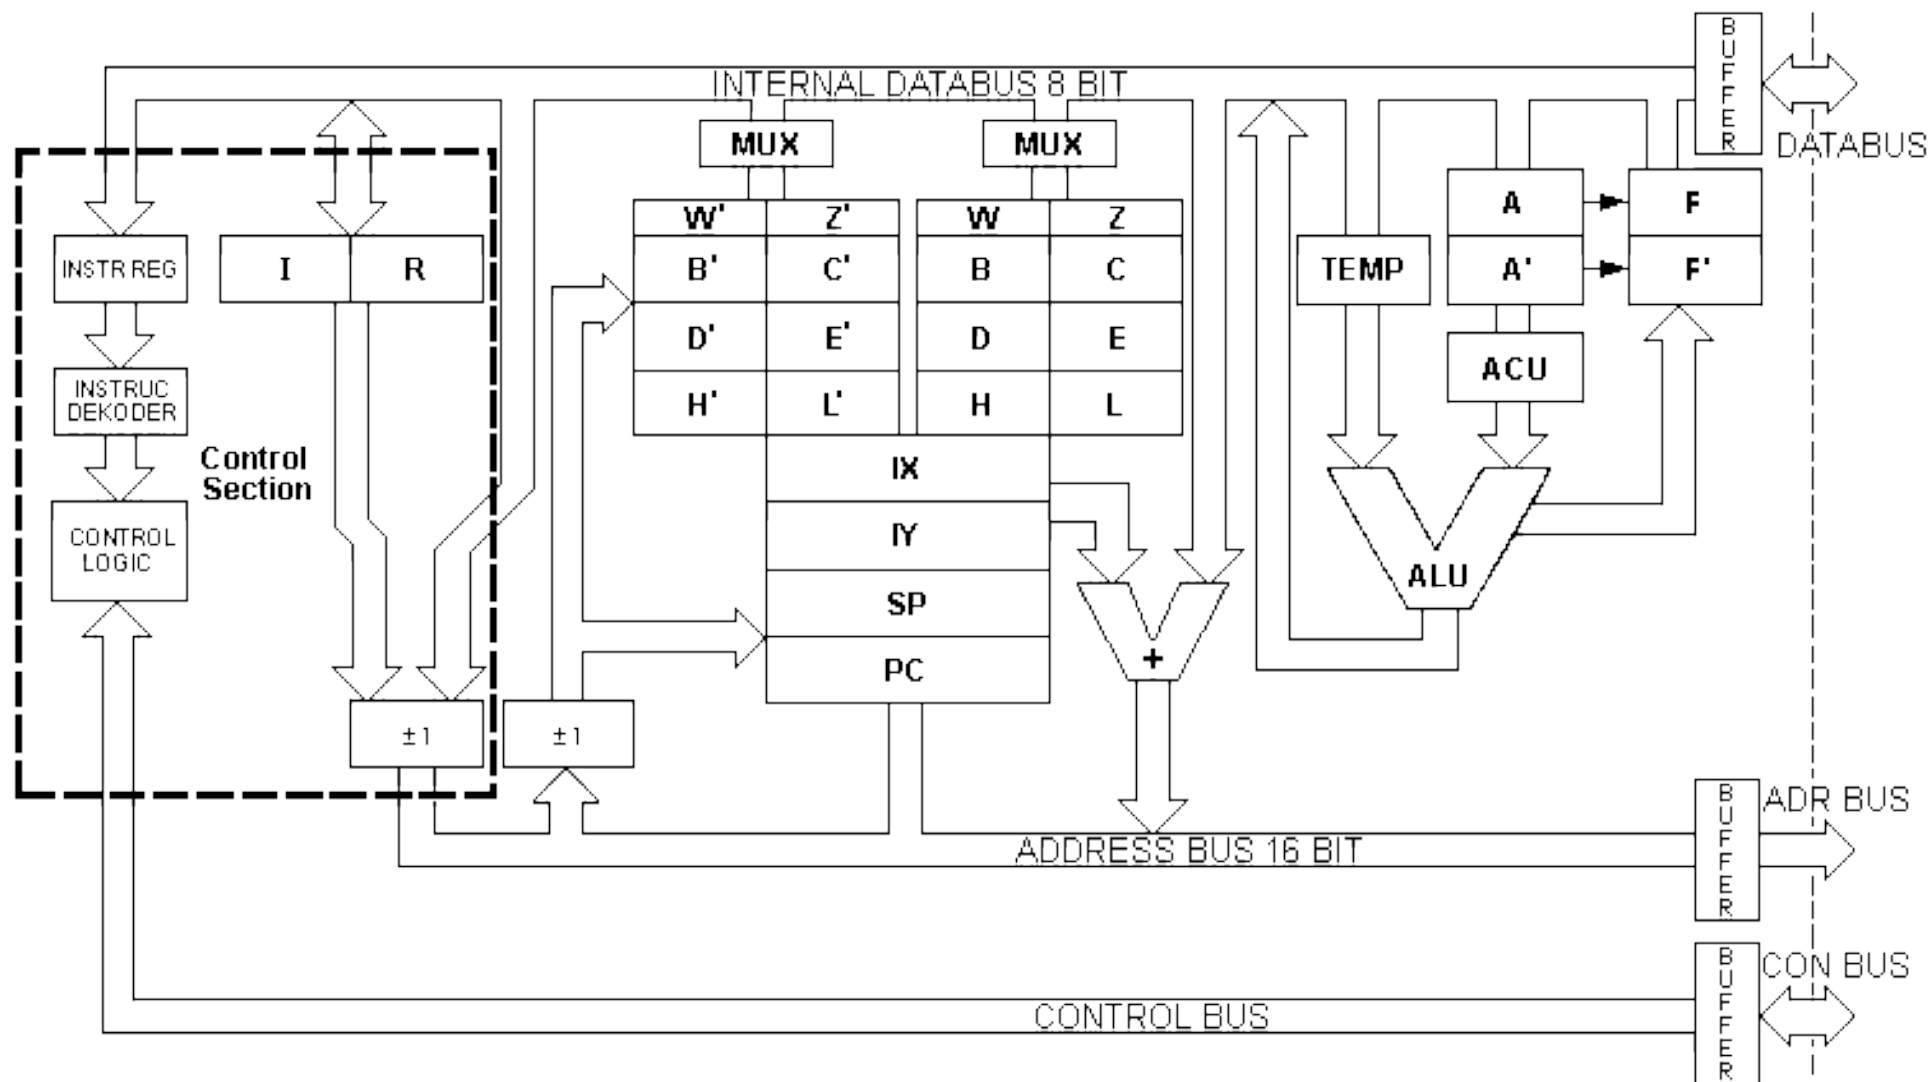 INTERNAL DATABUS 8 BIT
BUFFER
DATABUS
MUX
MUX
W' Z' W Z
A F
INSTR REG
I R
B' C' B C
TEMP
A' F'
D' E' D E
ACU
INSTRUC
DEKODER
H' L' H L
Control
Section
IX
CONTROL
LOGIC
IY
ALU
SP
+
PC
±1
±1
BUFFER
ADR BUS
ADDRESS BUS 16 BIT
BUFFER
CON BUS
CONTROL BUS